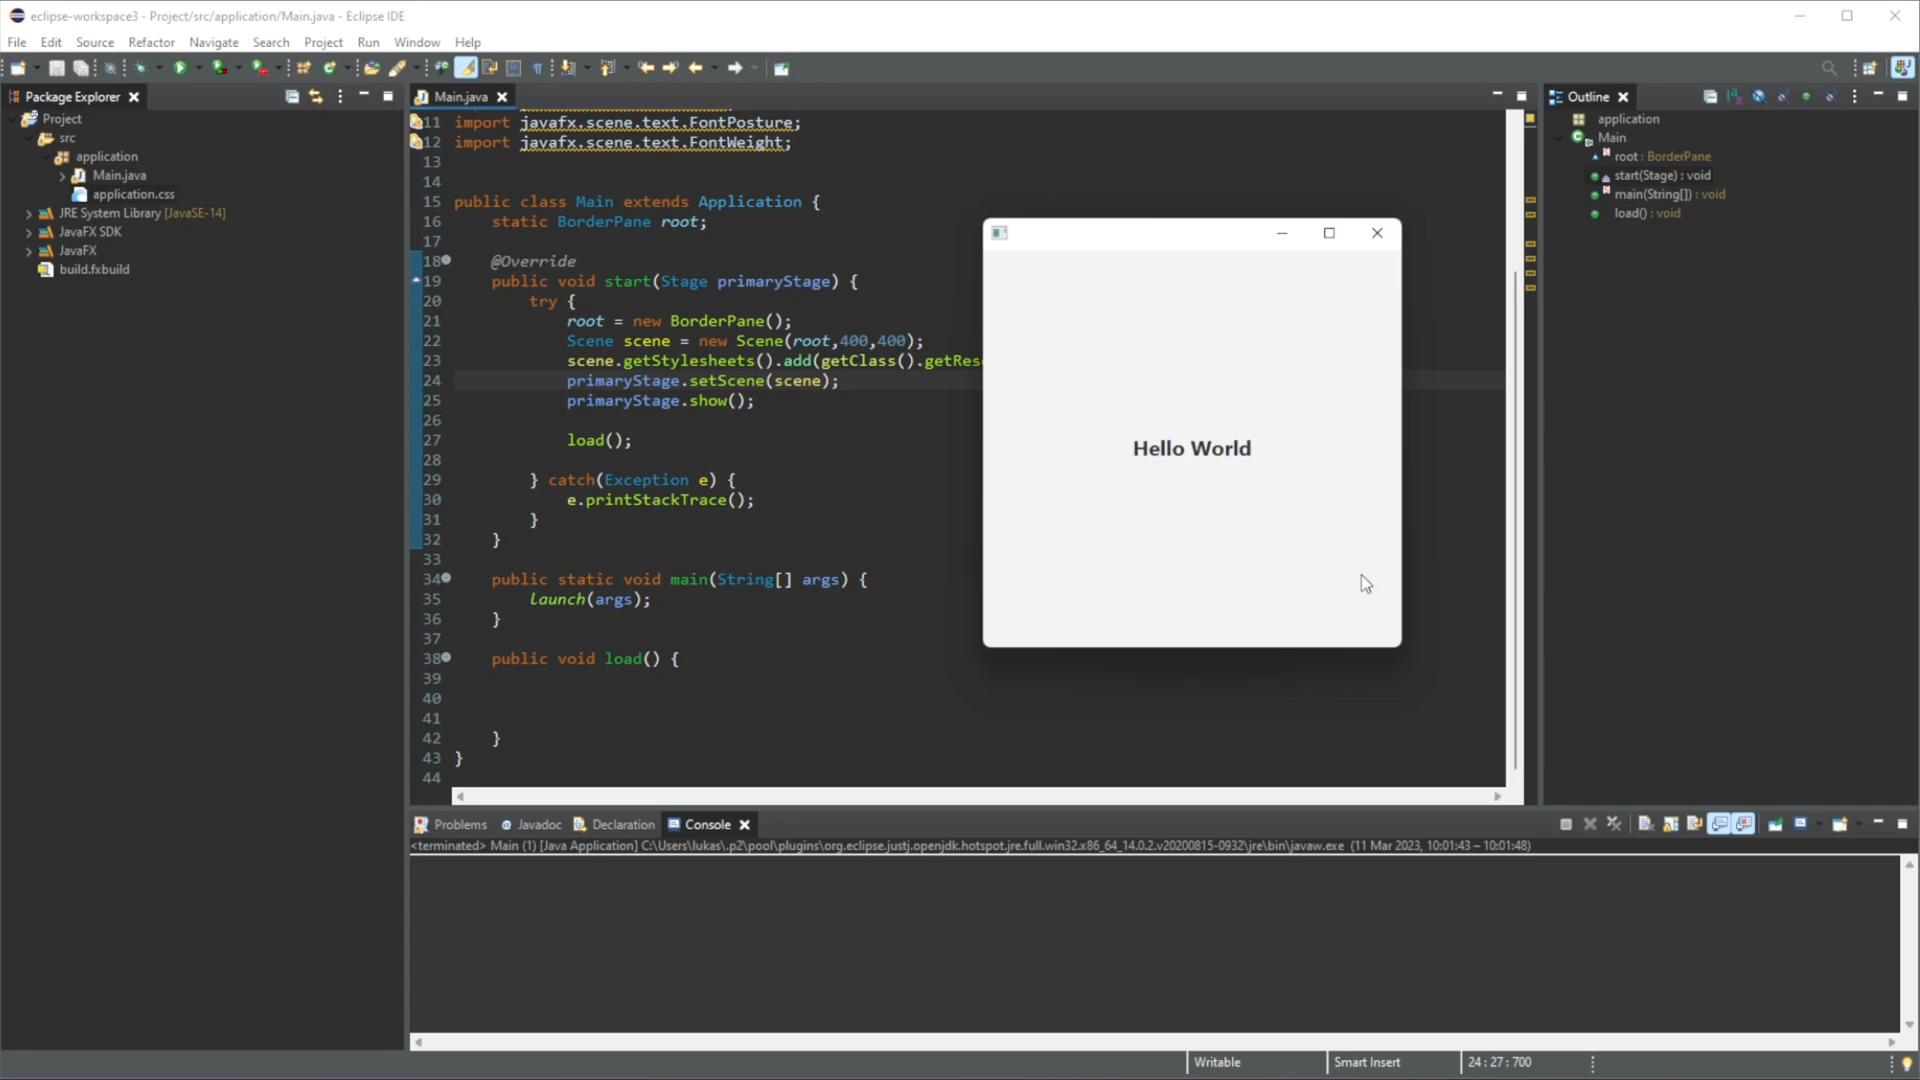 eclipse-workspace3 - Project/src/application/Main.java - Eclipse IDE
File Edit Source Refactor Navigate Search Project Run Window Help
Package Explorer
Project
src
application
Main.java
application.css
JRE System Library [JavaSE-14]
JavaFX SDK
JavaFX
build.fxbuild
Main.java
11 import javafx.scene.text.FontPosture;
12 import javafx.scene.text.FontWeight;
13
14
15 public class Main extends Application {
16 static BorderPane root;
17
18 @Override
19 public void start(Stage primaryStage) {
20 try {
21 root = new BorderPane();
22 Scene scene = new Scene(root,400,400);
23 scene.getStylesheets().add(getClass().getRes
24 primaryStage.setScene(scene);
25 primaryStage.show();
26
27 load();
28
29 } catch(Exception e) {
30 e.printStackTrace();
31 }
32 }
33
34 public static void main(String[] args) {
35 launch(args);
36 }
37
38 public void load() {
39
40
41
42 }
43 }
44
Hello World
Outline
application
Main
root : BorderPane
start(Stage) : void
main(String[]) : void
load() : void
Problems Javadoc Declaration Console
<terminated> Main (1) [Java Application] C:\Users\lukas\.p2\pool\plugins\org.eclipse.justj.openjdk.hotspot.jre.full.win32.x86_64_14.0.2.v20200815-0932\jre\bin\javaw.exe (11 Mar 2023, 10:01:43 – 10:01:48)
Writable Smart Insert 24 : 27 : 700